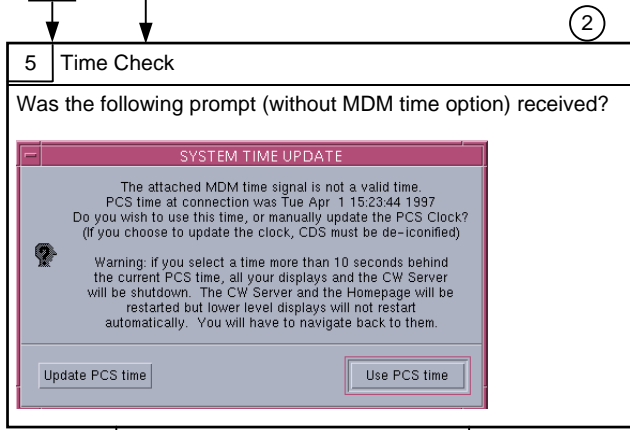 2
5 Time Check
Was the following prompt (without MDM time option) received?
SYSTEM TIME UPDATE
The attached MDM time signal is not a valid time.
PCS time at connection was Tue Apr  1 15:23:44 1997
Do you wish to use this time, or manually update the PCS Clock?
(If you choose to update the clock, CDS must be de-iconified)
Warning: if you select a time more than 10 seconds behind
the current PCS time, all your displays and the CW Server
will be shutdown.  The CW Server and the Homepage will be
restarted but lower level displays will not restart
automatically.  You will have to navigate back to them.
Update PCS time
Use PCS time